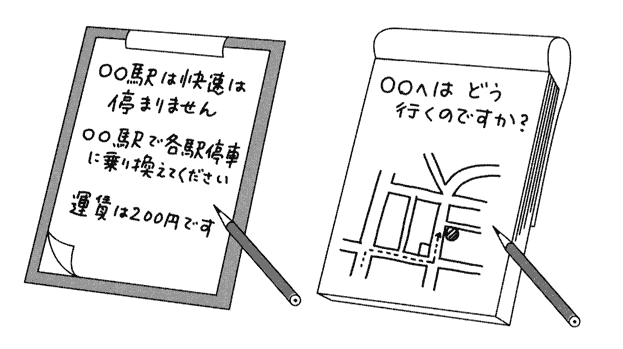 ○○駅は快速は
停まりません
○○駅で各駅停車
に乗り換えてください
運賃は200円です
○○へは どう
行くのですか?